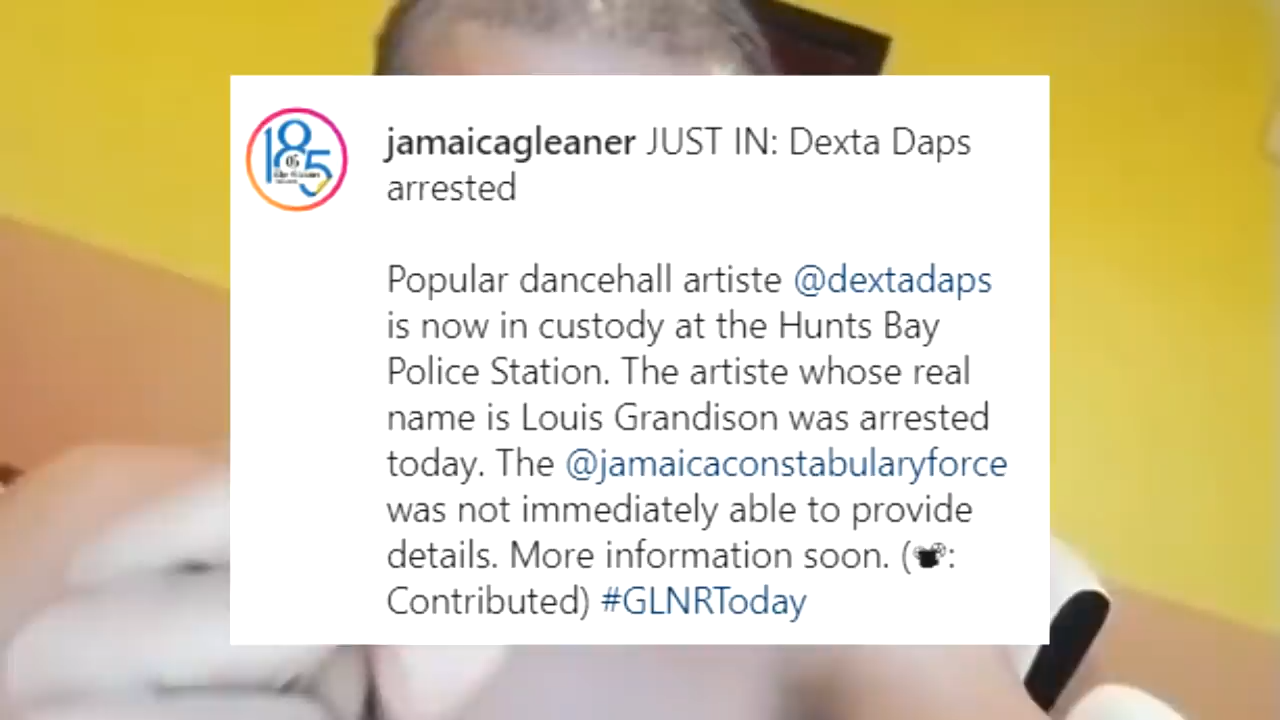 185
jamaicagleaner JUST IN: Dexta Daps
arrested
Popular dancehall artiste @dextadaps
is now in custody at the Hunts Bay
Police Station. The artiste whose real
name is Louis Grandison was arrested
today. The @jamaicaconstabularyforce
was not immediately able to provide
details. More information soon. (📽:
Contributed) #GLNRToday